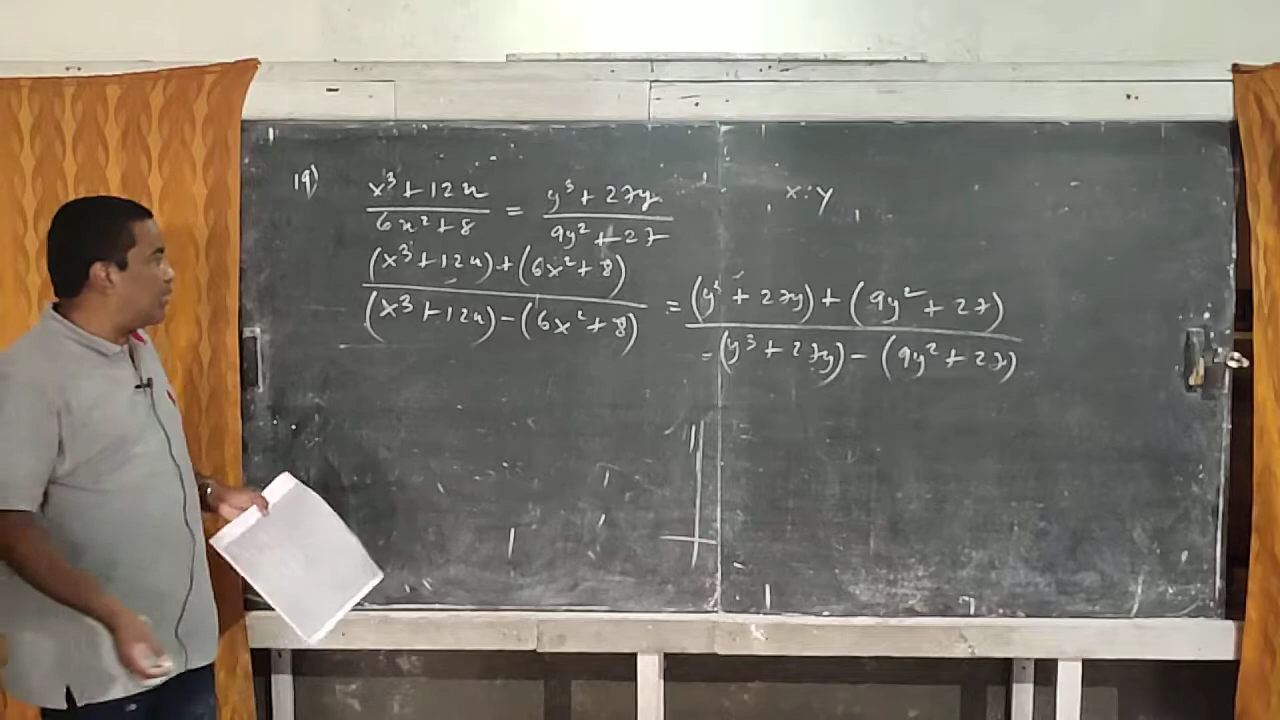 19) x³ + 12x / 6x² + 8 = y³ + 27y / 9y² + 27 x : y
(x³ + 12x) + (6x² + 8) / (x³ + 12x) − (6x² + 8) = (y³ + 27y) + (9y² + 27) / = (y³ + 27y) − (9y² + 27)